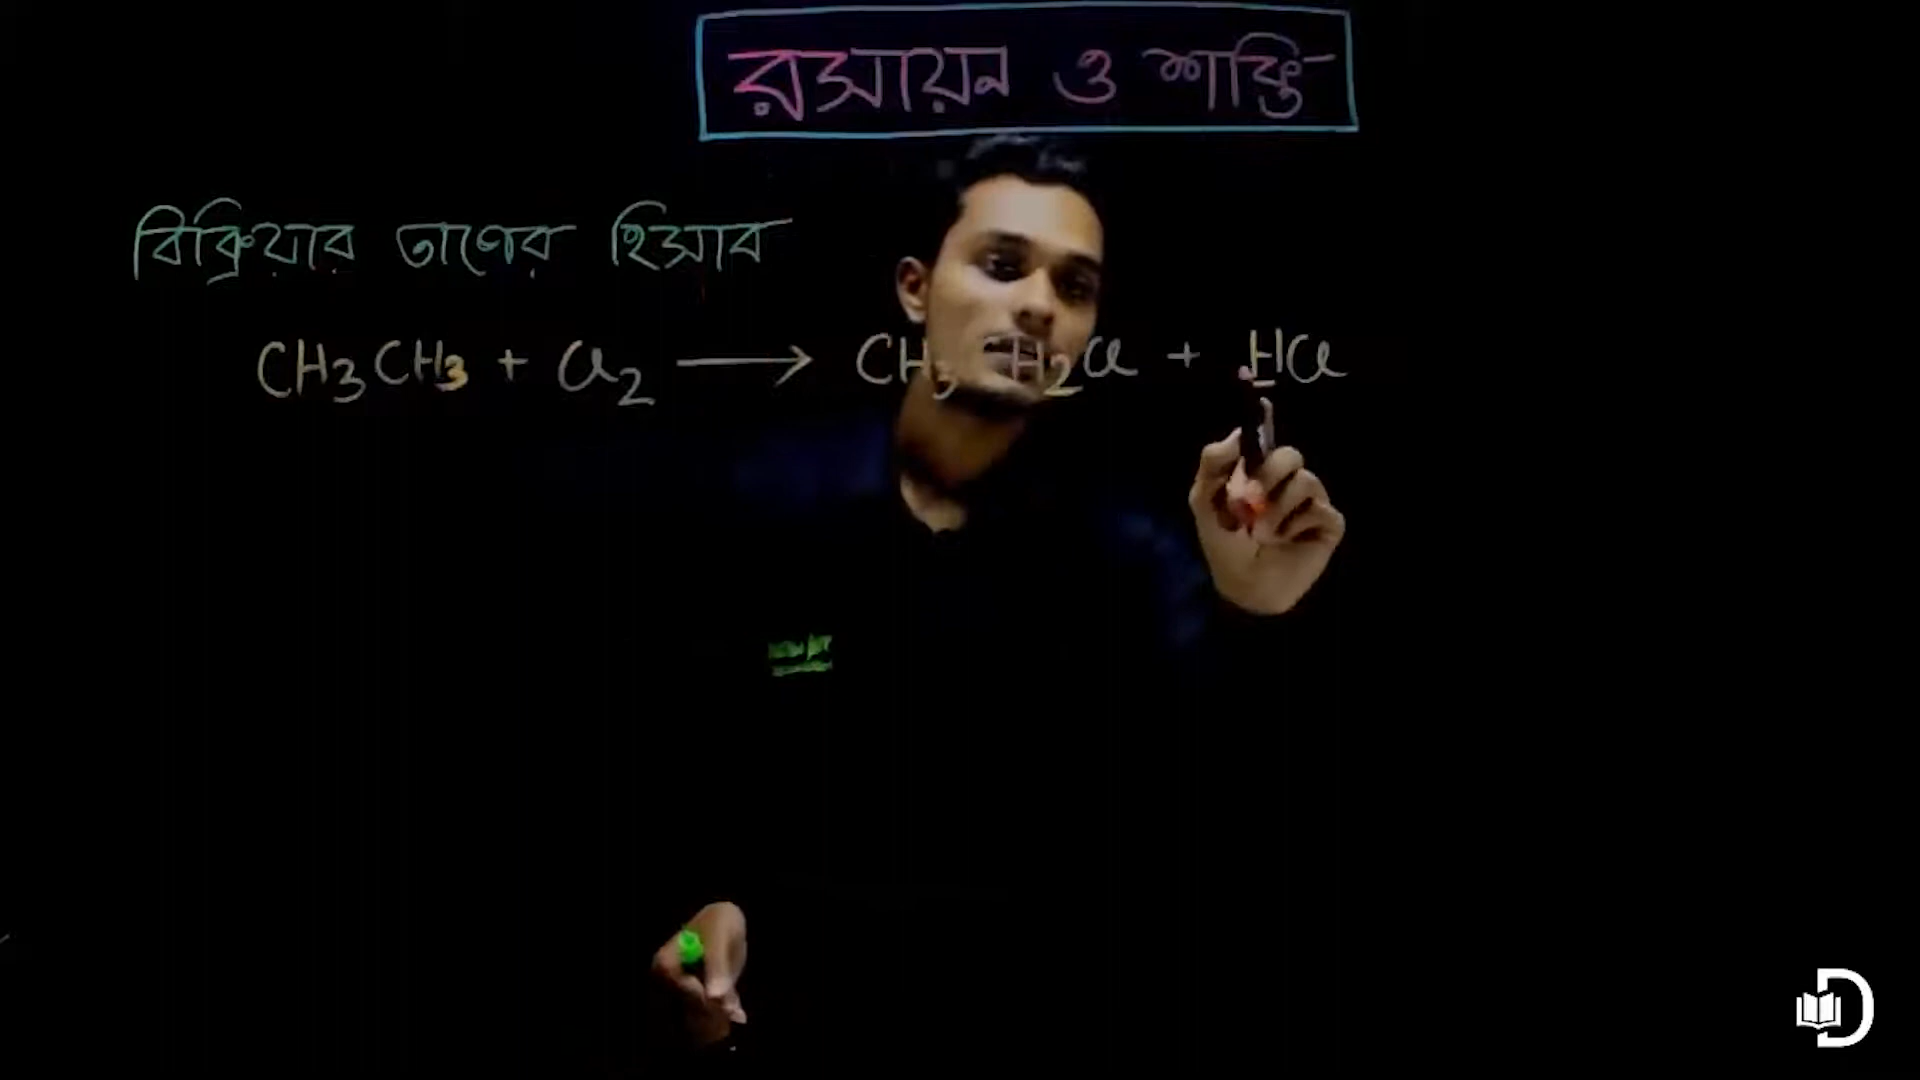 রসায়ন ও শক্তি
বিক্রিয়ার তাপের হিসাব
CH3CH3 + Cl2 ⟶ CH3CH2Cl + HCl